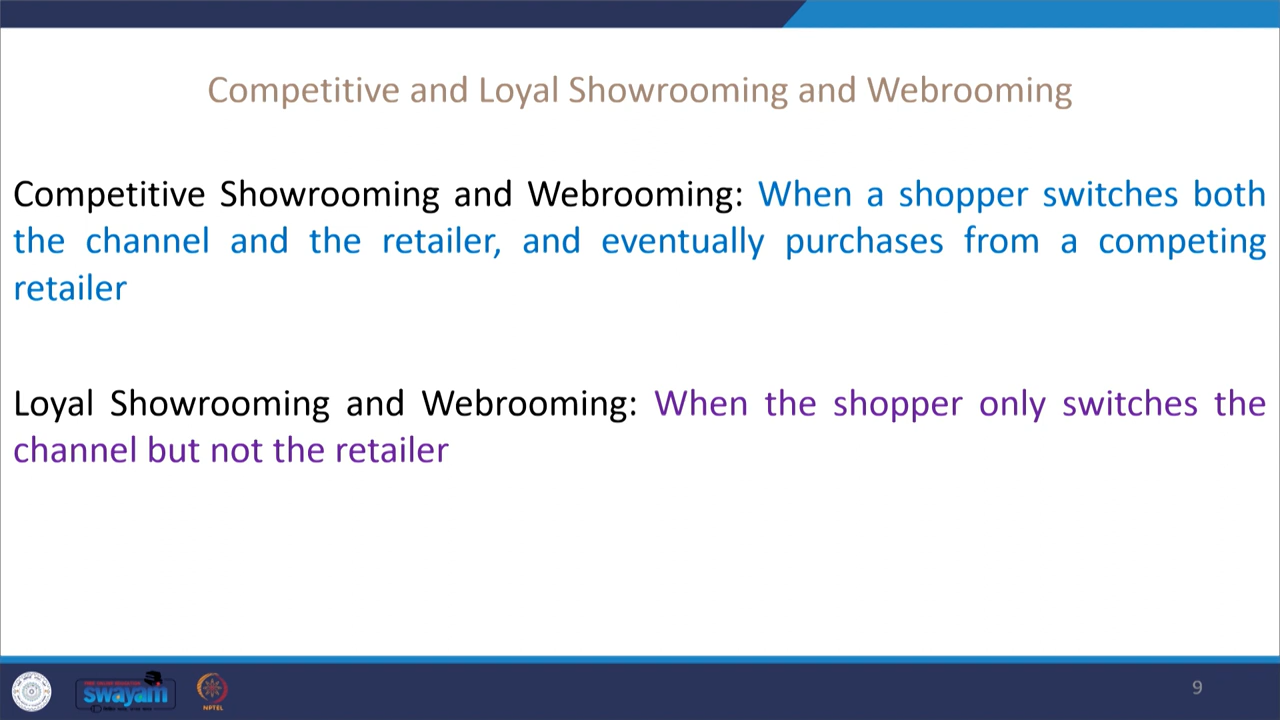 Competitive and Loyal Showrooming and Webrooming
Competitive Showrooming and Webrooming: When a shopper switches both
the channel and the retailer, and eventually purchases from a competing
retailer
Loyal Showrooming and Webrooming: When the shopper only switches the
channel but not the retailer
swayam
NPTEL
9